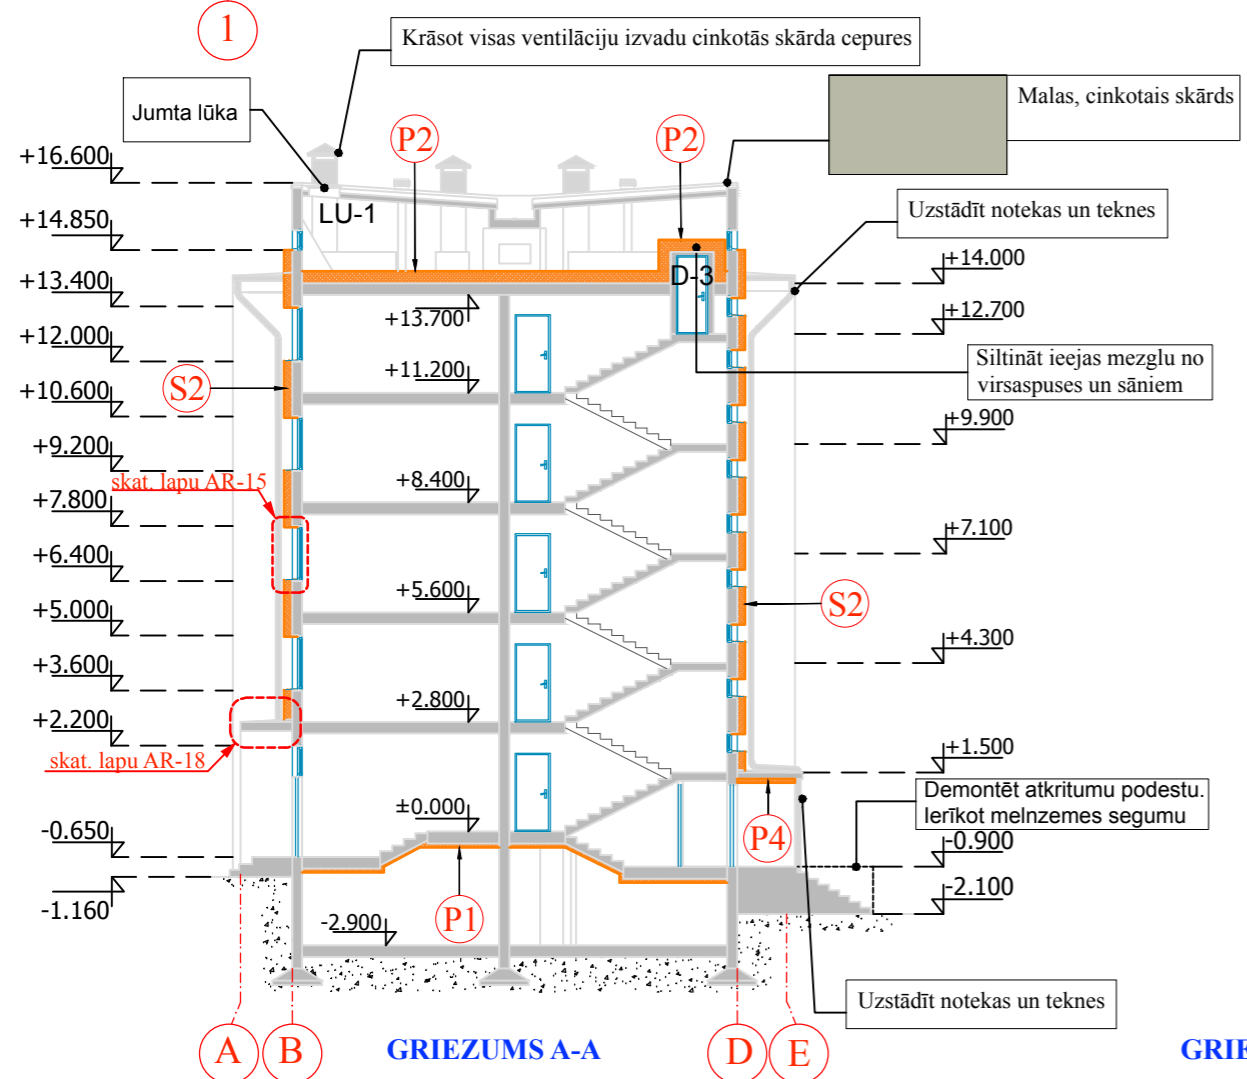 1
Krāsot visas ventilāciju izvadu cinkotās skārda cepures
Jumta lūka
Malas, cinkotais skārds
P2
P2
LU-1
Uzstādīt notekas un teknes
+16.600
+14.850
+13.400
+12.000
+10.600
+9.200
skat. lapu AR-15
+7.800
+6.400
+5.000
+3.600
+2.200
skat. lapu AR-18
-0.650
-1.160
S2
D-3
+13.700
+11.200
+8.400
+5.600
+2.800
±0.000
-2.900
P1
+14.000
+12.700
Siltināt ieejas mezglu no
virsaspuses un sāniem
+9.900
+7.100
S2
+4.300
+1.500
Demontēt atkritumu podestu.
Ierīkot melnzemes segumu
P4
-0.900
-2.100
Uzstādīt notekas un teknes
A
B
D
E
GRIEZUMS A-A
GRIE